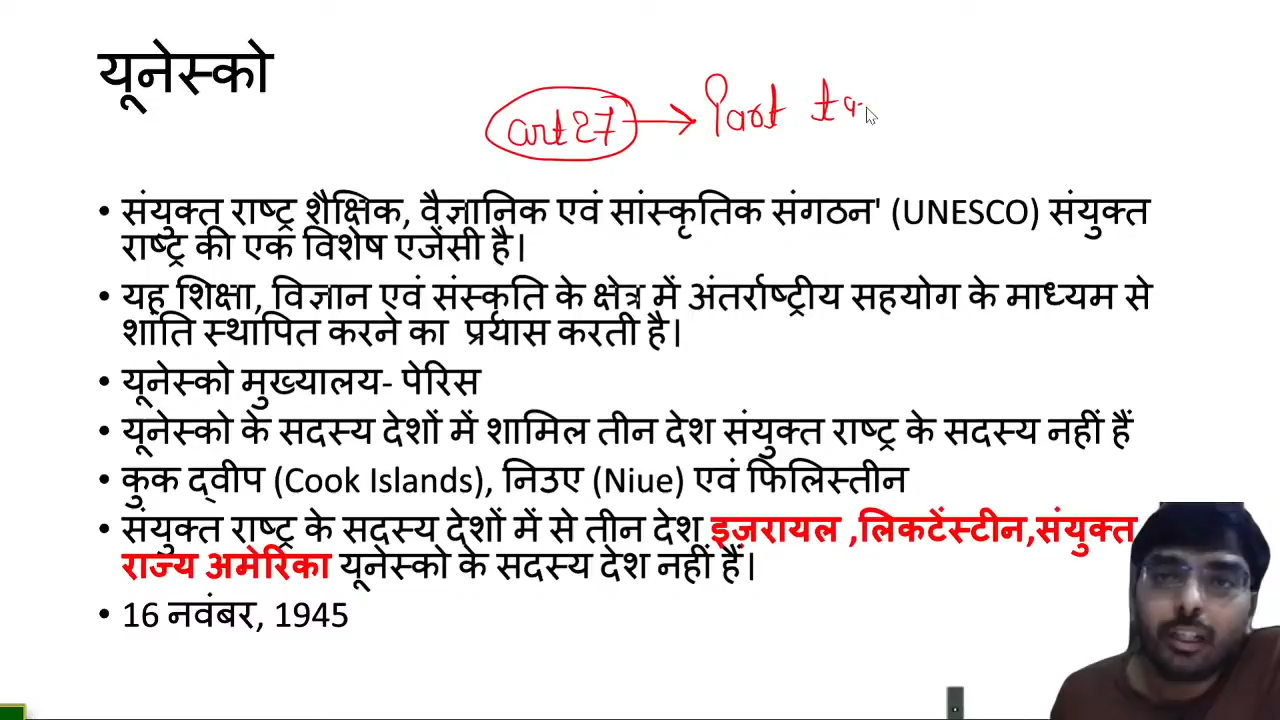 यूनेस्को
art 27 → Part ta
• संयुक्त राष्ट्र शैक्षिक, वैज्ञानिक एवं सांस्कृतिक संगठन' (UNESCO) संयुक्त
राष्ट्र की एक विशेष एजेंसी है।
• यह शिक्षा, विज्ञान एवं संस्कृति के क्षेत्र में अंतर्राष्ट्रीय सहयोग के माध्यम से
शांति स्थापित करने का प्रयास करती है।
• यूनेस्को मुख्यालय- पेरिस
• यूनेस्को के सदस्य देशों में शामिल तीन देश संयुक्त राष्ट्र के सदस्य नहीं हैं
• कुक द्वीप (Cook Islands), निउए (Niue) एवं फिलिस्तीन
• संयुक्त राष्ट्र के सदस्य देशों में से तीन देश इज़रायल ,लिकटेंस्टीन,संयुक्त
राज्य अमेरिका यूनेस्को के सदस्य देश नहीं हैं।
• 16 नवंबर, 1945